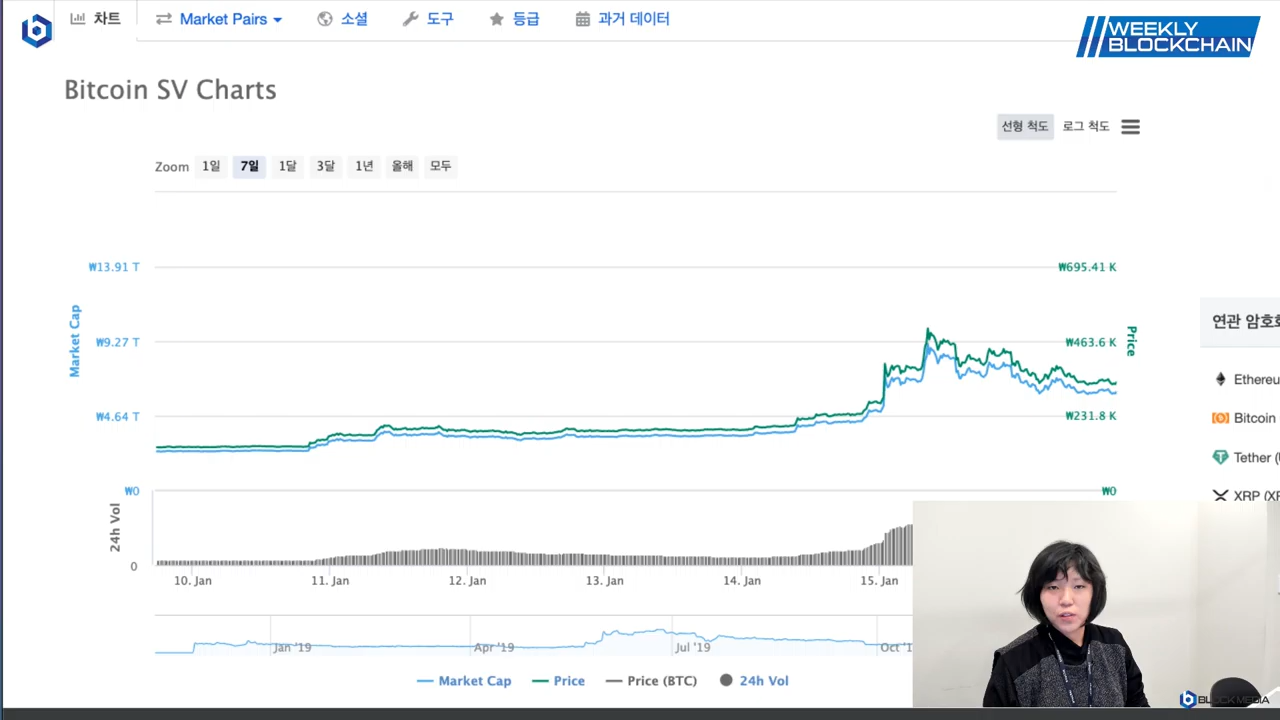 차트
Market Pairs
소셜
도구
등급
과거 데이터
WEEKLY
BLOCKCHAIN
Bitcoin SV Charts
선형 척도
로그 척도
Zoom 1일 7일 1달 3달 1년 올해 모두
₩13.91 T
₩695.41 K
Market Cap
Price
₩9.27 T
₩463.6 K
연관 암호화
₩4.64 T
₩231.8 K
Ethereu
Bitcoin
Tether (
XRP (XF
₩0
₩0
24h Vol
0
10. Jan 11. Jan 12. Jan 13. Jan 14. Jan 15. Jan
Jan '19 Apr '19 Jul '19 Oct '1
Market Cap Price Price (BTC) 24h Vol
BLOCKMEDIA